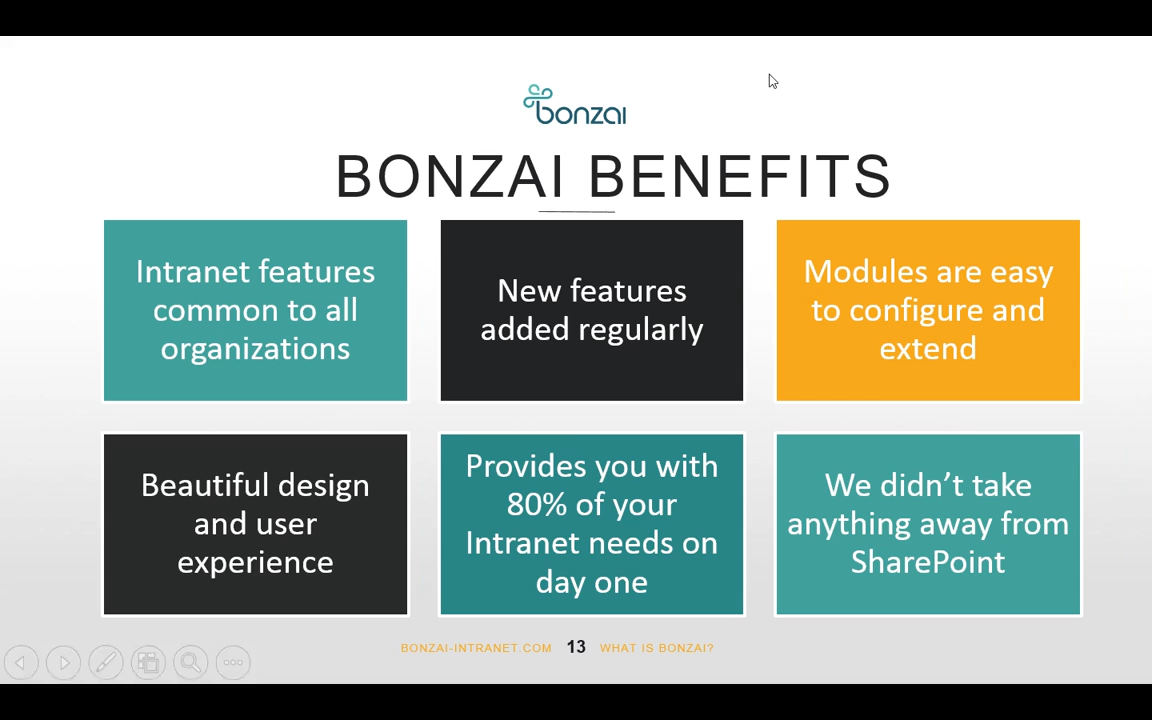 bonzai
BONZAI BENEFITS
Intranet features
common to all
organizations
New features
added regularly
Modules are easy
to configure and
extend
Beautiful design
and user
experience
Provides you with
80% of your
Intranet needs on
day one
We didn’t take
anything away from
SharePoint
BONZAI-INTRANET.COM 13 WHAT IS BONZAI?